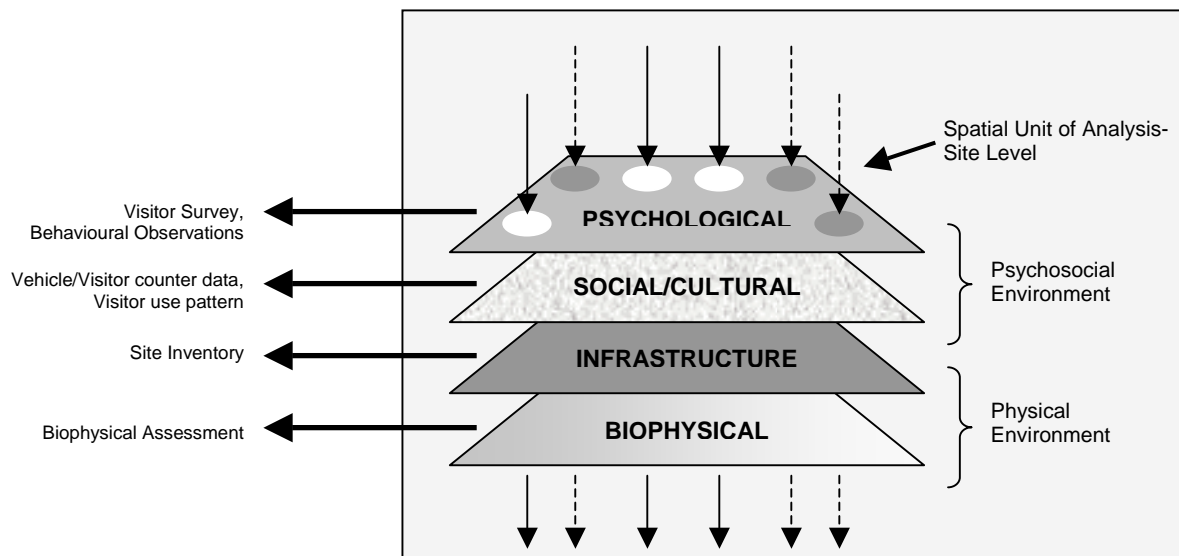 Spatial Unit of Analysis-
Site Level
Visitor Survey,
Behavioural Observations
PSYCHOLOGICAL
Vehicle/Visitor counter data,
Visitor use pattern
SOCIAL/CULTURAL
Psychosocial
Environment
Site Inventory
INFRASTRUCTURE
Biophysical Assessment
BIOPHYSICAL
Physical
Environment